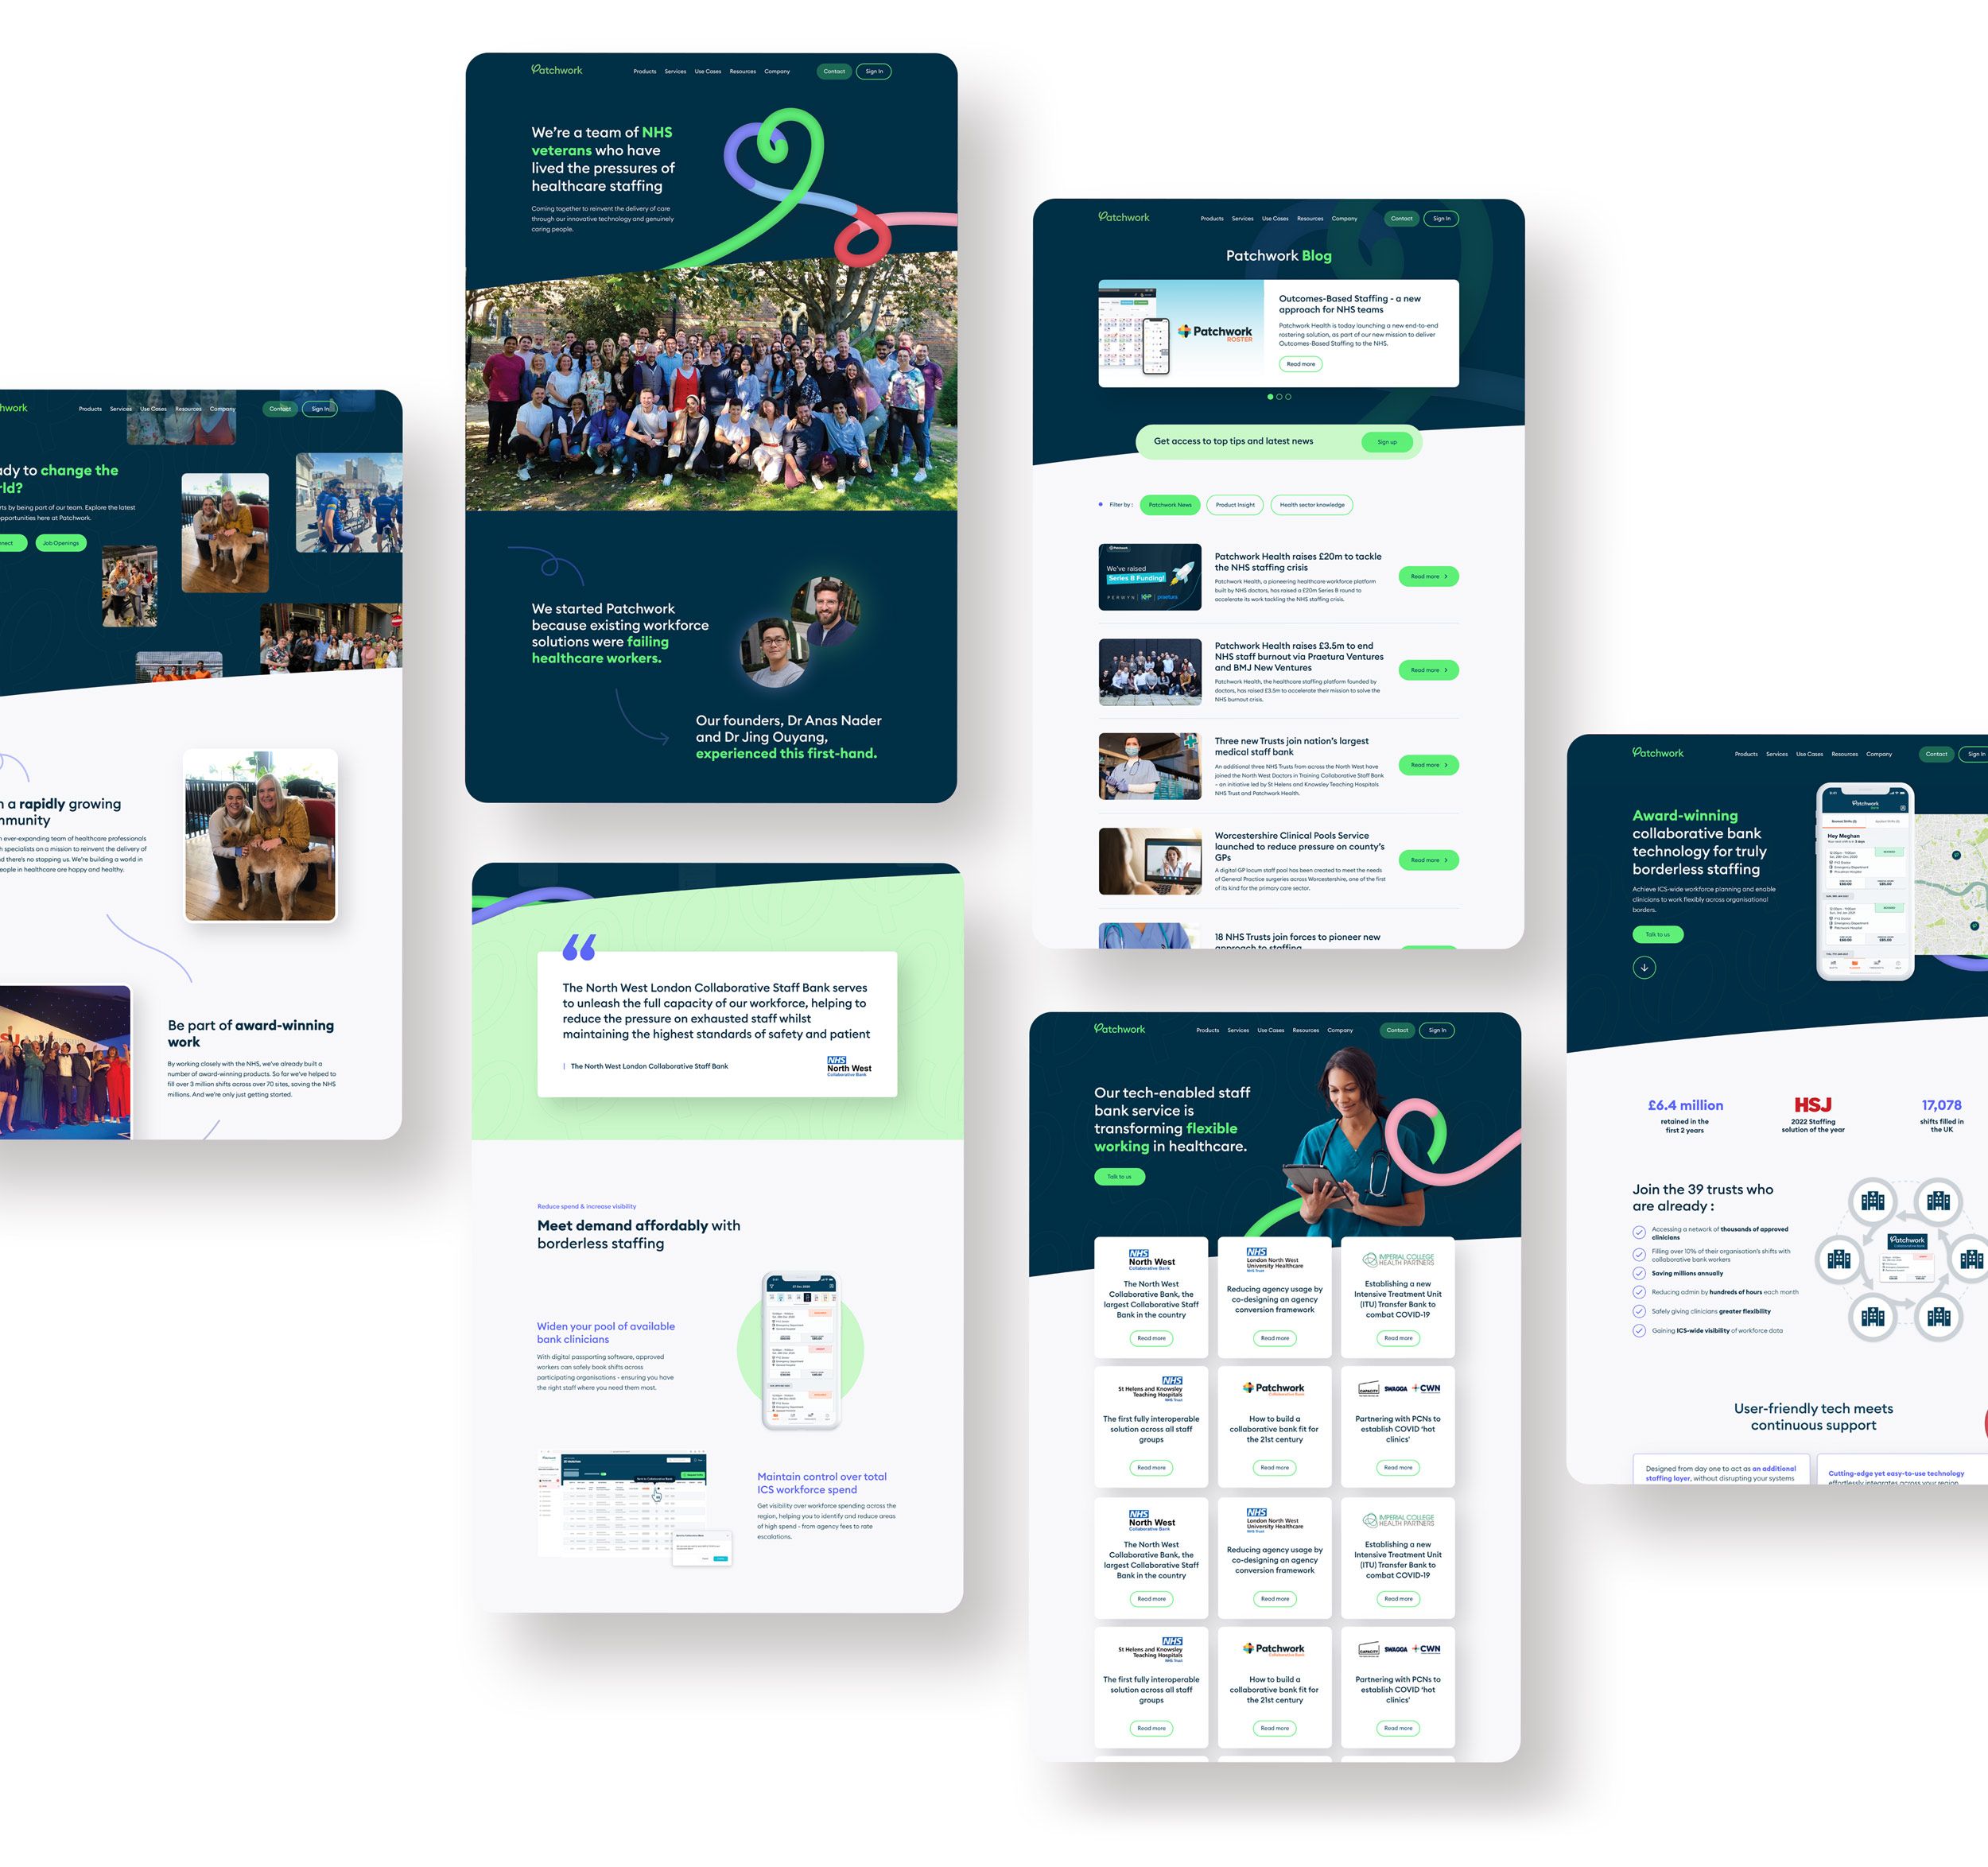 hwork
Products Services Use Cases Resources Company Contact Sign In
ady to change the
rld?
rts by being part of our team. Explore the latest
opportunities here at Patchwork.
nect Job Openings
n a rapidly growing
mmunity
n ever-expanding team of healthcare professionals
h specialists on a mission to reinvent the delivery of
d there's no stopping us. We're building a world in
people in healthcare are happy and healthy.
Be part of award-winning
work
By working closely with the NHS, we've already built a
number of award-winning products. So far we've helped to
fill over 3 million shifts across over 70 sites, saving the NHS
millions. And we're only just getting started.
Patchwork
Products Services Use Cases Resources Company Contact Sign In
We're a team of NHS
veterans who have
lived the pressures of
healthcare staffing
Coming together to reinvent the delivery of care
through our innovative technology and genuinely
caring people.
We started Patchwork
because existing workforce
solutions were failing
healthcare workers.
Our founders, Dr Anas Nader
and Dr Jing Ouyang,
experienced this first-hand.
The North West London Collaborative Staff Bank serves
to unleash the full capacity of our workforce, helping to
reduce the pressure on exhausted staff whilst
maintaining the highest standards of safety and patient
The North West London Collaborative Staff Bank
NHS
North West
Collaborative Bank
Reduce spend & increase visibility
Meet demand affordably with
borderless staffing
Widen your pool of available
bank clinicians
With digital passporting software, approved
workers can safely book shifts across
participating organisations - ensuring you have
the right staff where you need them most.
Maintain control over total
ICS workforce spend
Get visibility over workforce spending across the
region, helping you to identify and reduce areas
of high spend - from agency fees to rate
escalations.
Patchwork
Products Services Use Cases Resources Company Contact Sign In
Patchwork Blog
Patchwork
ROSTER
Outcomes-Based Staffing - a new
approach for NHS teams
Patchwork Health is today launching a new end-to-end
rostering solution, as part of our new mission to deliver
Outcomes-Based Staffing to the NHS.
Read more
Get access to top tips and latest news Sign up
Filter by : Patchwork News Product Insight Health sector knowledge
We've raised
Series B Funding!
PERWYN KHP praetura
Patchwork Health raises £20m to tackle
the NHS staffing crisis
Patchwork Health, a pioneering healthcare workforce platform
built by NHS doctors, has raised a £20m Series B round to
accelerate its work tackling the NHS staffing crisis.
Read more
Patchwork Health raises £3.5m to end
NHS staff burnout via Praetura Ventures
and BMJ New Ventures
Patchwork Health, the healthcare staffing platform founded by
doctors, has raised £3.5m to accelerate their mission to solve the
NHS burnout crisis.
Read more
Three new Trusts join nation's largest
medical staff bank
An additional three NHS Trusts from across the North West have
joined the North West Doctors in Training Collaborative Staff Bank
- an initiative led by St Helens and Knowsley Teaching Hospitals
NHS Trust and Patchwork Health.
Read more
Worcestershire Clinical Pools Service
launched to reduce pressure on county's
GPs
A digital GP locum staff pool has been created to meet the needs
of General Practice surgeries across Worcestershire, one of the first
of its kind for the primary care sector.
Read more
18 NHS Trusts join forces to pioneer new
approach to staffing
Patchwork
Products Services Use Cases Resources Company Contact Sign In
Our tech-enabled staff
bank service is
transforming flexible
working in healthcare.
Talk to us
NHS
North West
Collaborative Bank
The North West
Collaborative Bank, the
largest Collaborative Staff
Bank in the country
Read more
NHS
London North West
University Healthcare
NHS Trust
Reducing agency usage by
co-designing an agency
conversion framework
Read more
IMPERIAL COLLEGE
HEALTH PARTNERS
Establishing a new
Intensive Treatment Unit
(ITU) Transfer Bank to
combat COVID-19
Read more
NHS
St Helens and Knowsley
Teaching Hospitals
NHS Trust
The first fully interoperable
solution across all staff
groups
Read more
Patchwork
Collaborative Bank
How to build a
collaborative bank fit for
the 21st century
Read more
CAPACITY SWAGGA CWN
Partnering with PCNs to
establish COVID 'hot
clinics'
Read more
NHS
North West
Collaborative Bank
The North West
Collaborative Bank, the
largest Collaborative Staff
Bank in the country
Read more
NHS
London North West
University Healthcare
NHS Trust
Reducing agency usage by
co-designing an agency
conversion framework
Read more
IMPERIAL COLLEGE
HEALTH PARTNERS
Establishing a new
Intensive Treatment Unit
(ITU) Transfer Bank to
combat COVID-19
Read more
NHS
St Helens and Knowsley
Teaching Hospitals
NHS Trust
The first fully interoperable
solution across all staff
groups
Read more
Patchwork
Collaborative Bank
How to build a
collaborative bank fit for
the 21st century
Read more
CAPACITY SWAGGA CWN
Partnering with PCNs to
establish COVID 'hot
clinics'
Read more
Patchwork
Products Services Use Cases Resources Company Contact Sign In
Award-winning
collaborative bank
technology for truly
borderless staffing
Achieve ICS-wide workforce planning and enable
clinicians to work flexibly across organisational
borders.
Talk to us
Patchwork
Hey Meghan
£6.4 million
retained in the
first 2 years
HSJ
2022 Staffing
solution of the year
17,078
shifts filled in
the UK
Join the 39 trusts who
are already :
Accessing a network of thousands of approved
clinicians
Filling over 10% of their organisation's shifts with
collaborative bank workers
Saving millions annually
Reducing admin by hundreds of hours each month
Safely giving clinicians greater flexibility
Gaining ICS-wide visibility of workforce data
Patchwork
User-friendly tech meets
continuous support
Designed from day one to act as an additional
staffing layer, without disrupting your systems
Cutting-edge yet easy-to-use technology
effortlessly integrates across your region